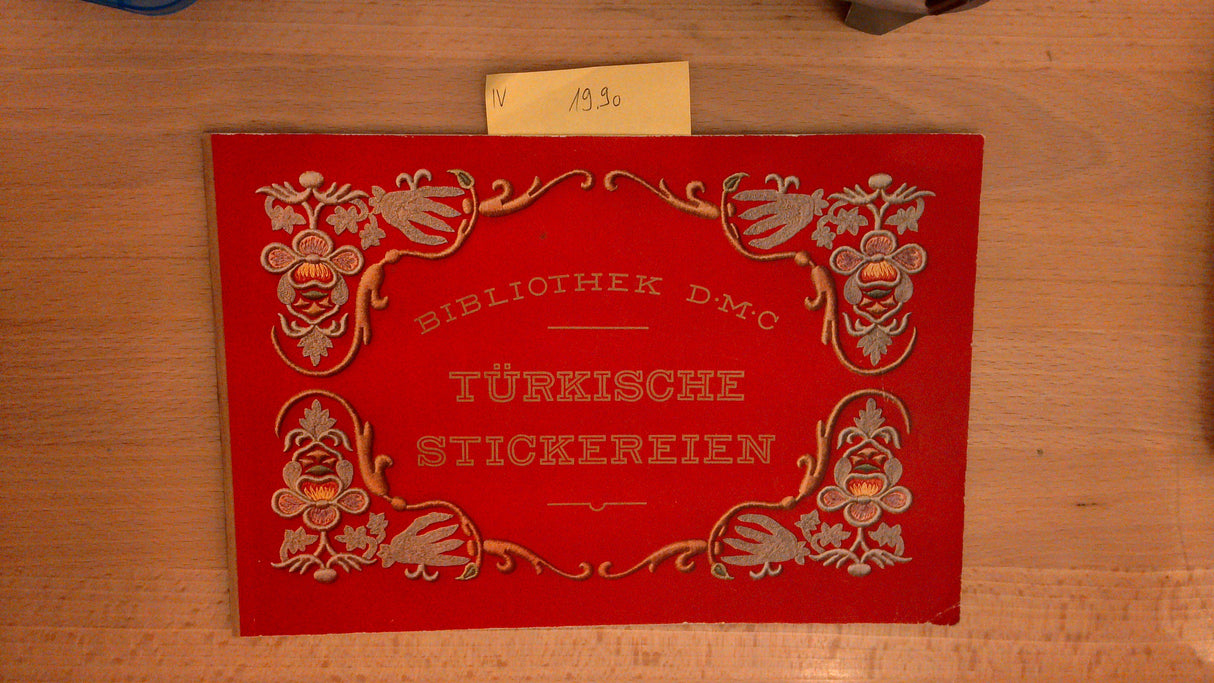 IV 19.90
BIBLIOTHEK D·M·C
TÜRKISCHE
STICKEREIEN